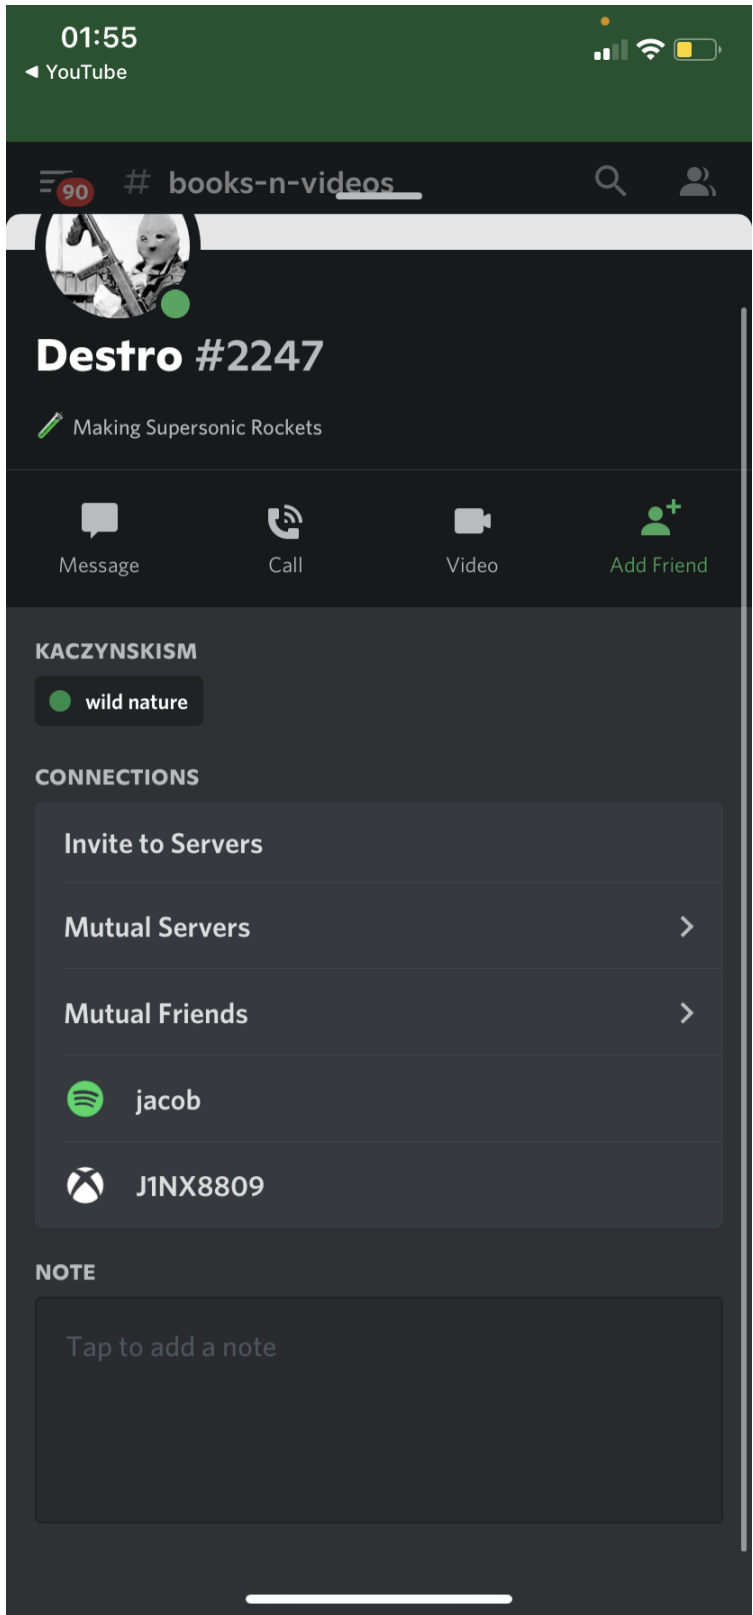 01:55
◀ YouTube
90
# books-n-videos
Destro #2247
Making Supersonic Rockets
Message Call Video Add Friend
KACZYNSKISM
wild nature
CONNECTIONS
Invite to Servers
Mutual Servers
Mutual Friends
jacob
J1NX8809
NOTE
Tap to add a note